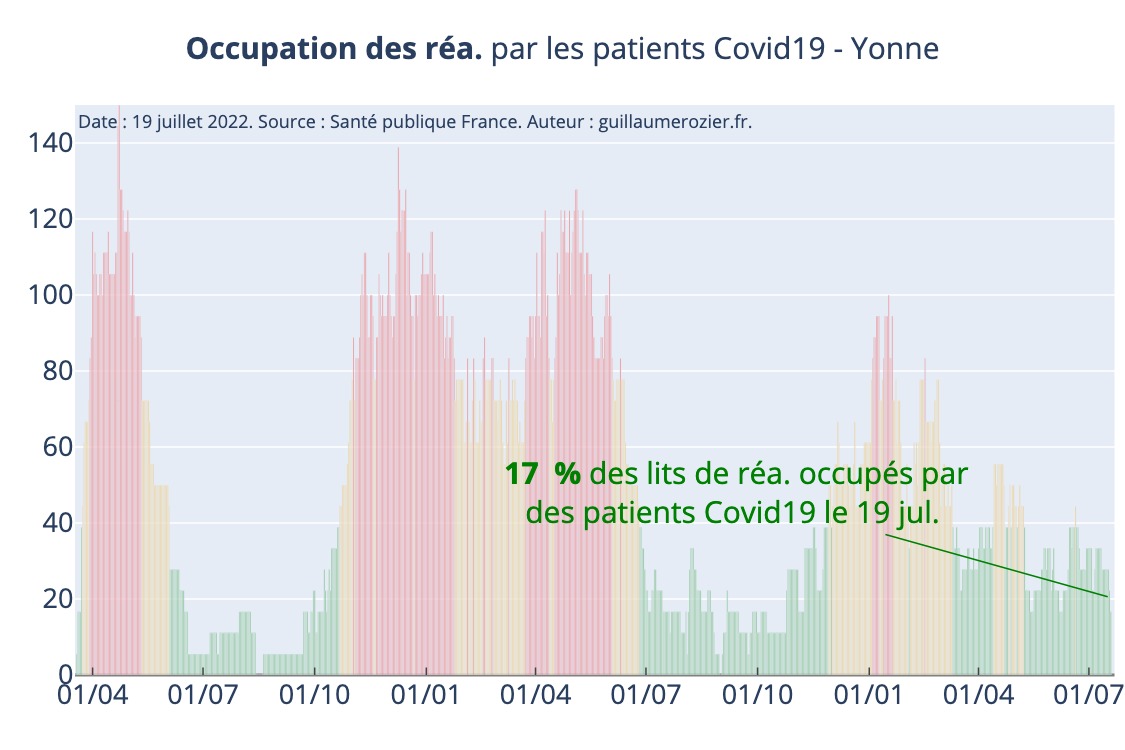 Occupation des réa. par les patients Covid19 - Yonne
Date : 19 juillet 2022. Source : Santé publique France. Auteur : guillaumerozier.fr.
140
120
100
80
60
40
20
0
17 % des lits de réa. occupés par
des patients Covid19 le 19 jul.
01/04 01/07 01/10 01/01 01/04 01/07 01/10 01/01 01/04 01/07